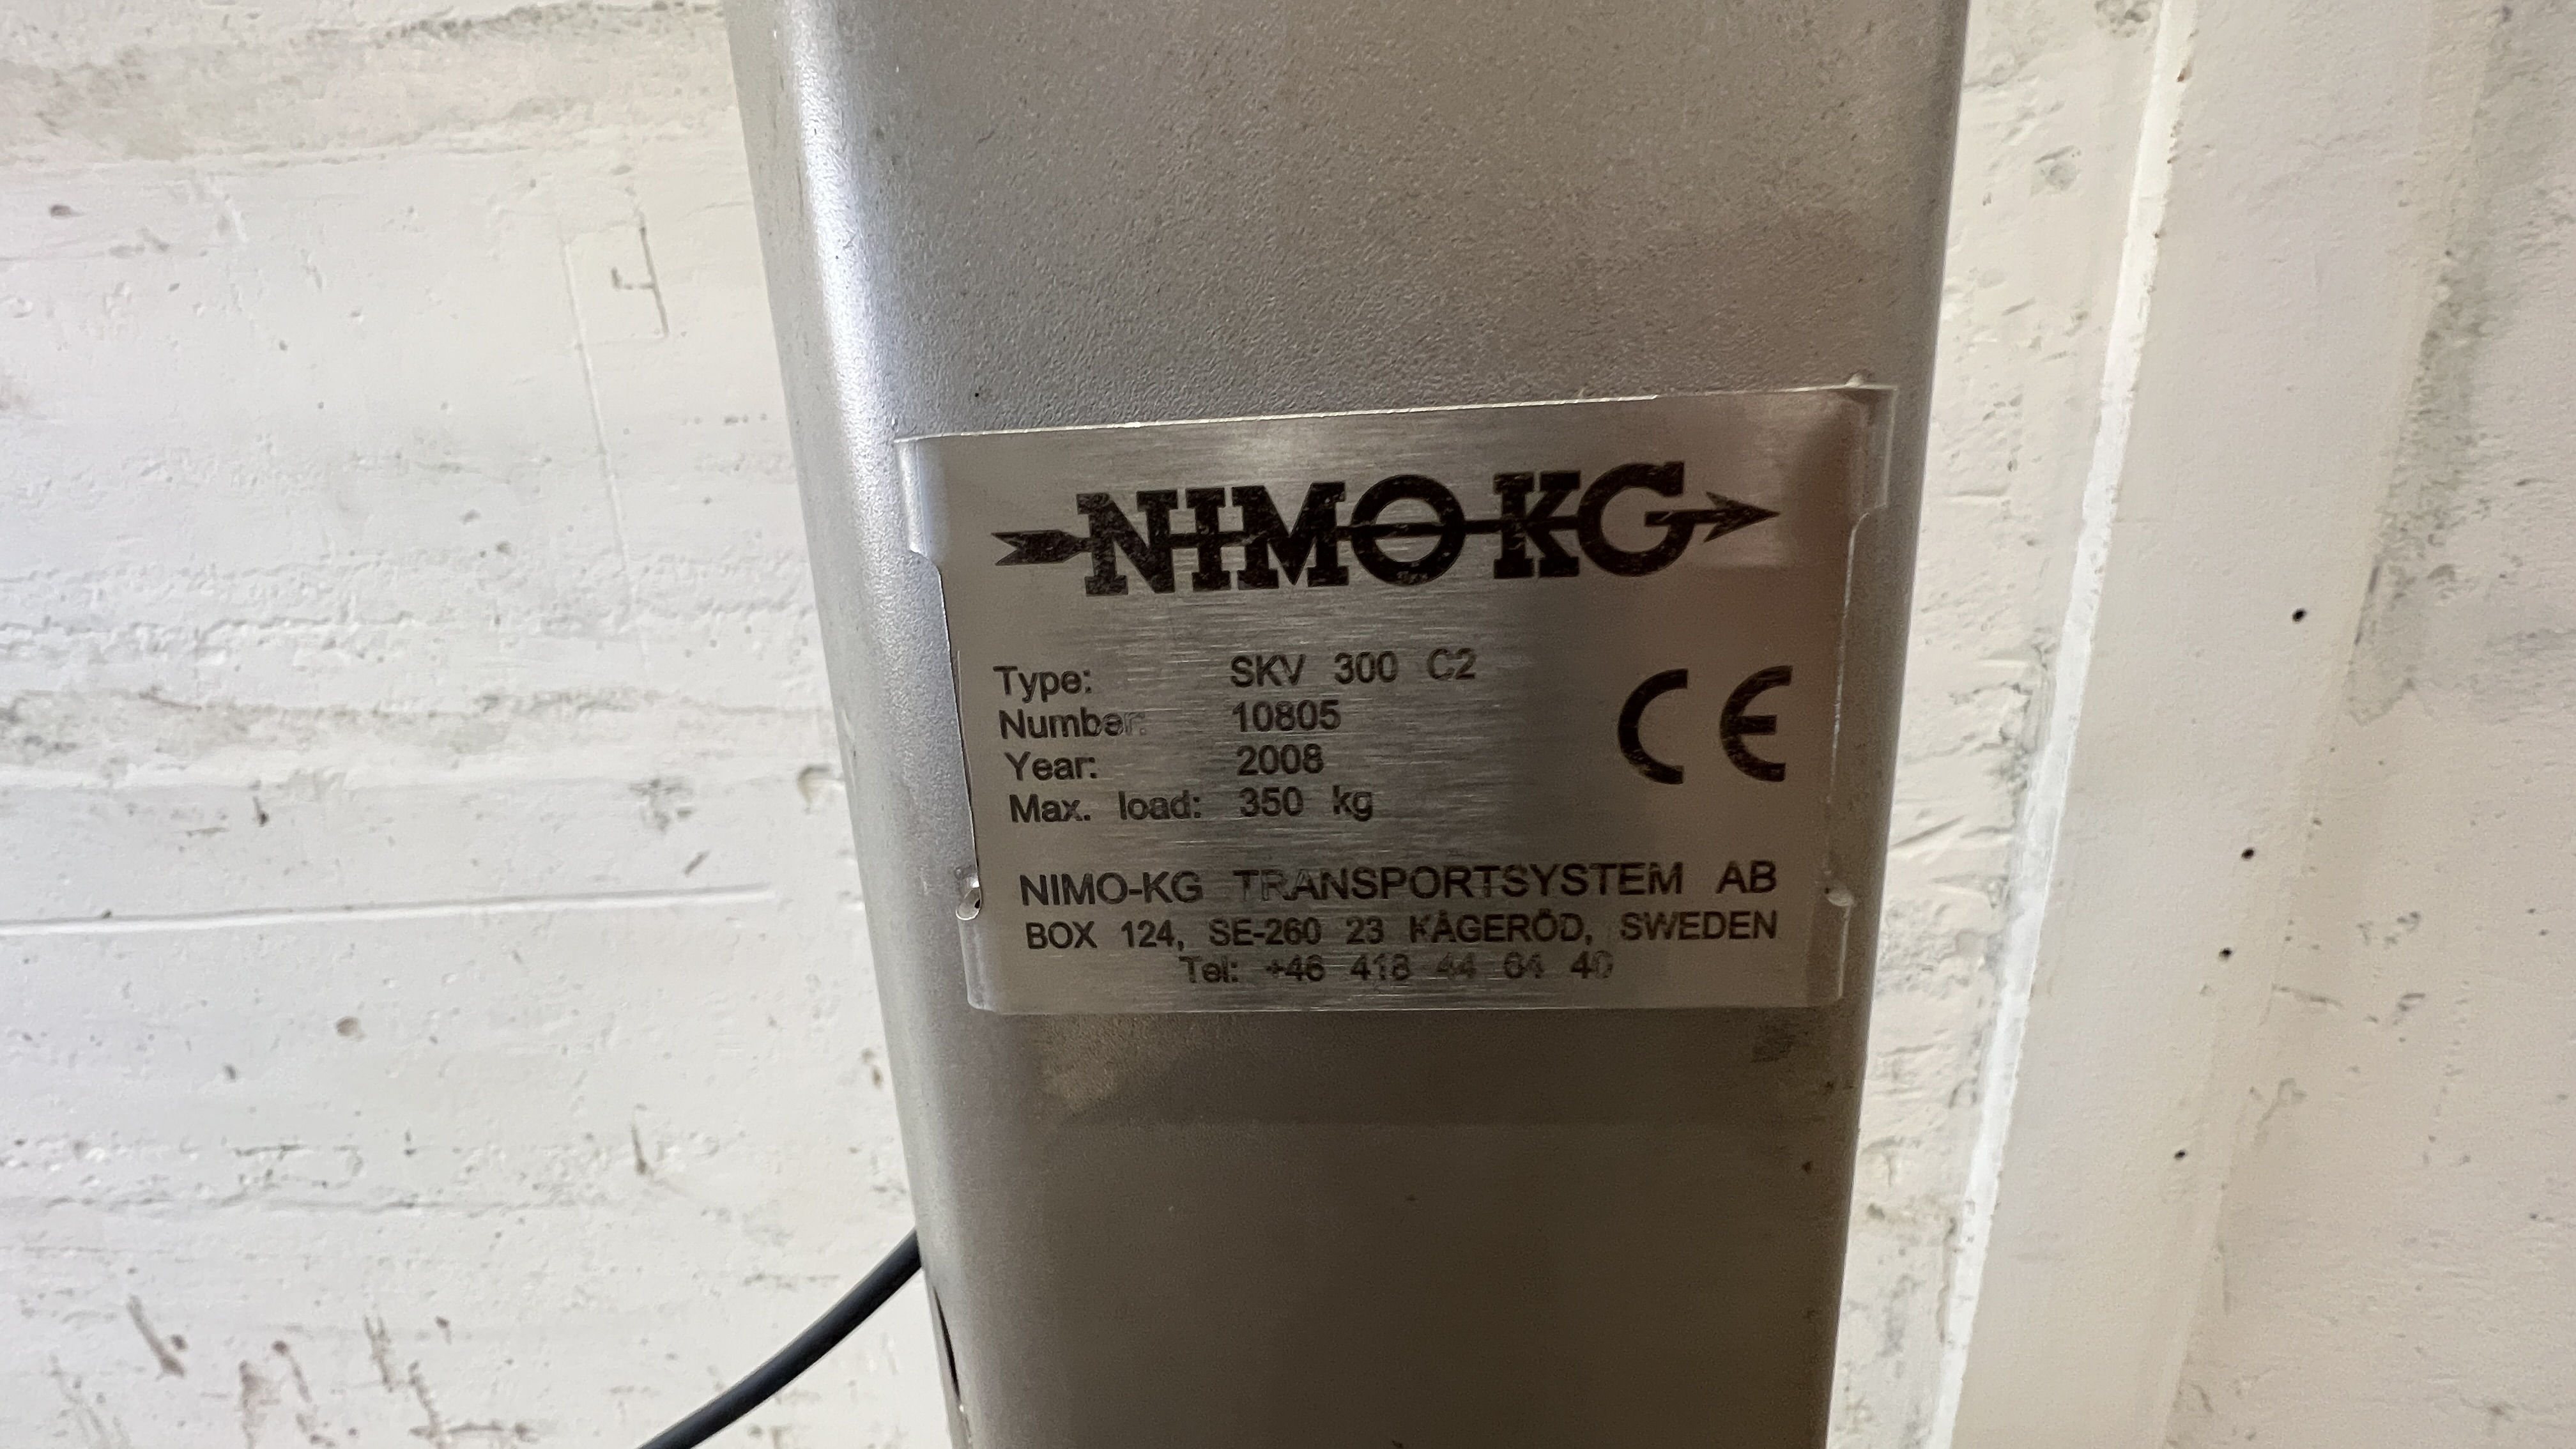 NIMO-KG
Type: SKV 300 C2
Number: 10805
Year: 2008
Max. load: 350 kg
CE
NIMO-KG TRANSPORTSYSTEM AB
BOX 124, SE-260 23 KÅGERÖD, SWEDEN
Tel: +46 418 44 64 40